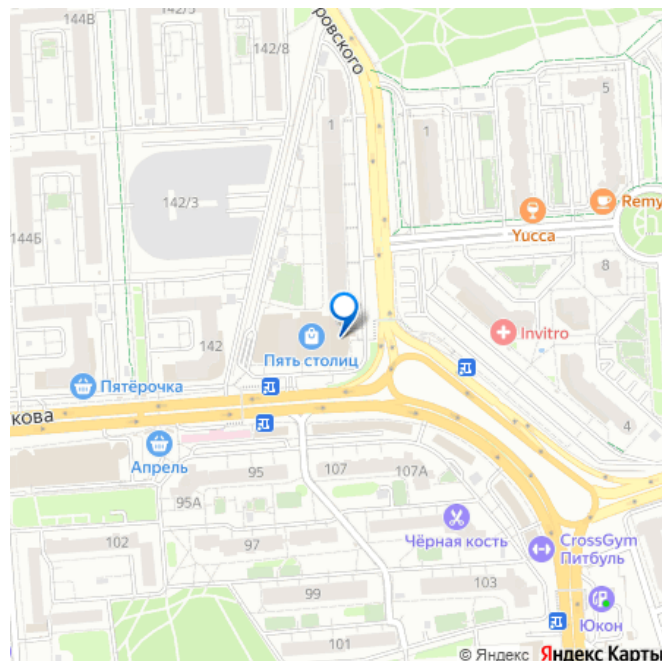 144В
142/5
142/8
ровского
1
1
5
142/3
Remy
Yucca
144Б
8
Invitro
Пять столиц
142
Пятёрочка
кова
4
Апрель
95
107
107А
95А
Чёрная кость
CrossGym
Питбуль
102
97
103
99
Юкон
101
© Яндекс Яндекс Карты